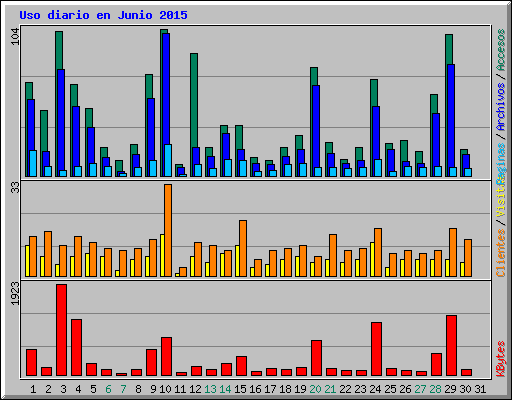 Uso diario en Junio 2015
104
33
1923
Accesos / Archivos / Paginas
Clientes / visit
KBytes
1 2 3 4 5 6 7 8 9 10 11 12 13 14 15 16 17 18 19 20 21 22 23 24 25 26 27 28 29 30 31